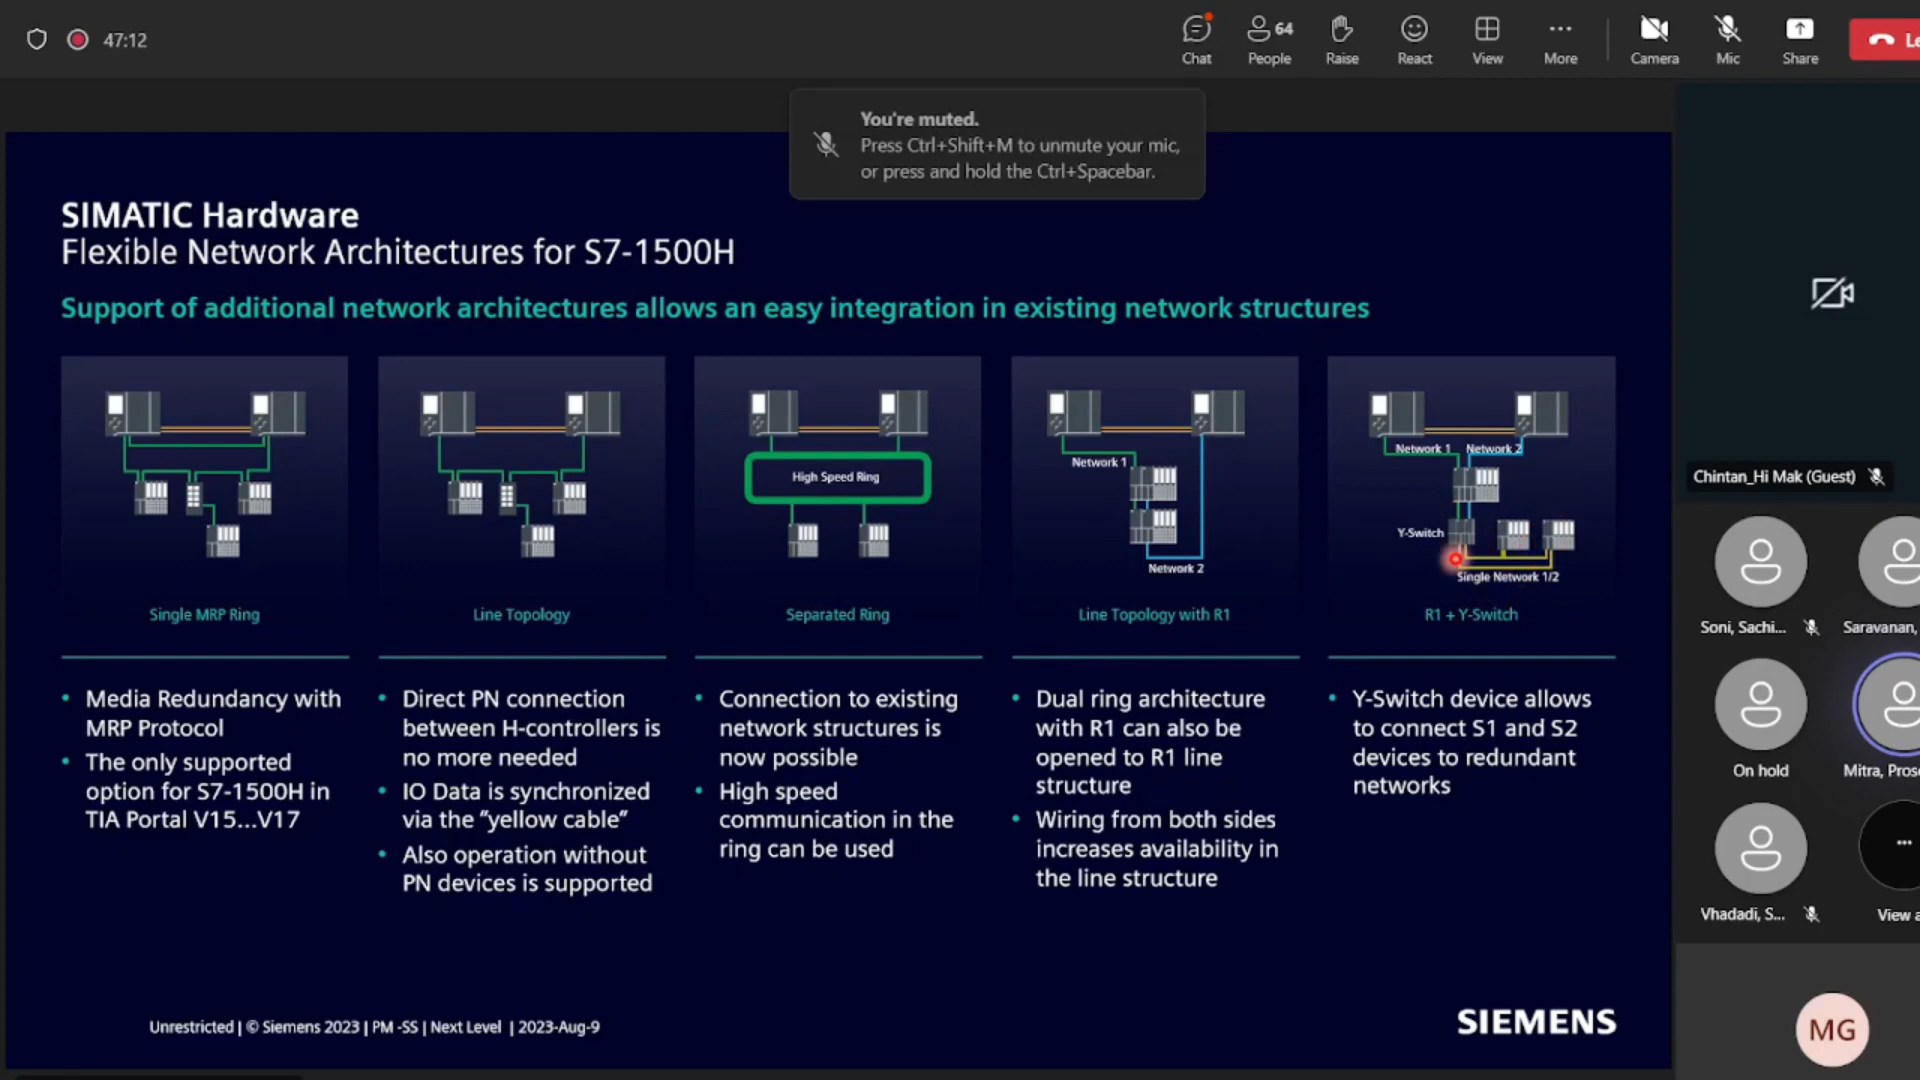 47:12
Chat
64
People
Raise
React
View
More
Camera
Mic
Share
You're muted.
Press Ctrl+Shift+M to unmute your mic,
or press and hold the Ctrl+Spacebar.
SIMATIC Hardware
Flexible Network Architectures for S7-1500H
Support of additional network architectures allows an easy integration in existing network structures
Single MRP Ring
• Media Redundancy with
MRP Protocol
• The only supported
option for S7-1500H in
TIA Portal V15...V17
Line Topology
• Direct PN connection
between H-controllers is
no more needed
• IO Data is synchronized
via the "yellow cable"
• Also operation without
PN devices is supported
High Speed Ring
Separated Ring
• Connection to existing
network structures is
now possible
• High speed
communication in the
ring can be used
Network 1
Network 2
Line Topology with R1
• Dual ring architecture
with R1 can also be
opened to R1 line
structure
• Wiring from both sides
increases availability in
the line structure
Network 1 Network 2
Y-Switch
Single Network 1/2
R1 + Y-Switch
• Y-Switch device allows
to connect S1 and S2
devices to redundant
networks
Unrestricted | © Siemens 2023 | PM -SS | Next Level | 2023-Aug-9
SIEMENS
Chintan_Hi Mak (Guest)
Soni, Sachi...
Saravanan,
On hold
Mitra, Pros
Vhadadi, S...
View
MG